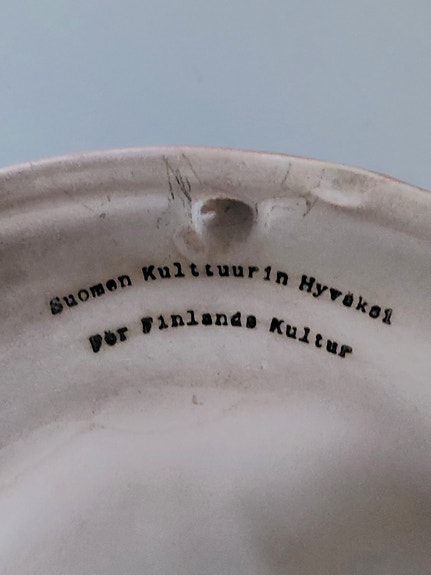 Suomen Kulttuurin Hyväksi
För Finlands Kultur